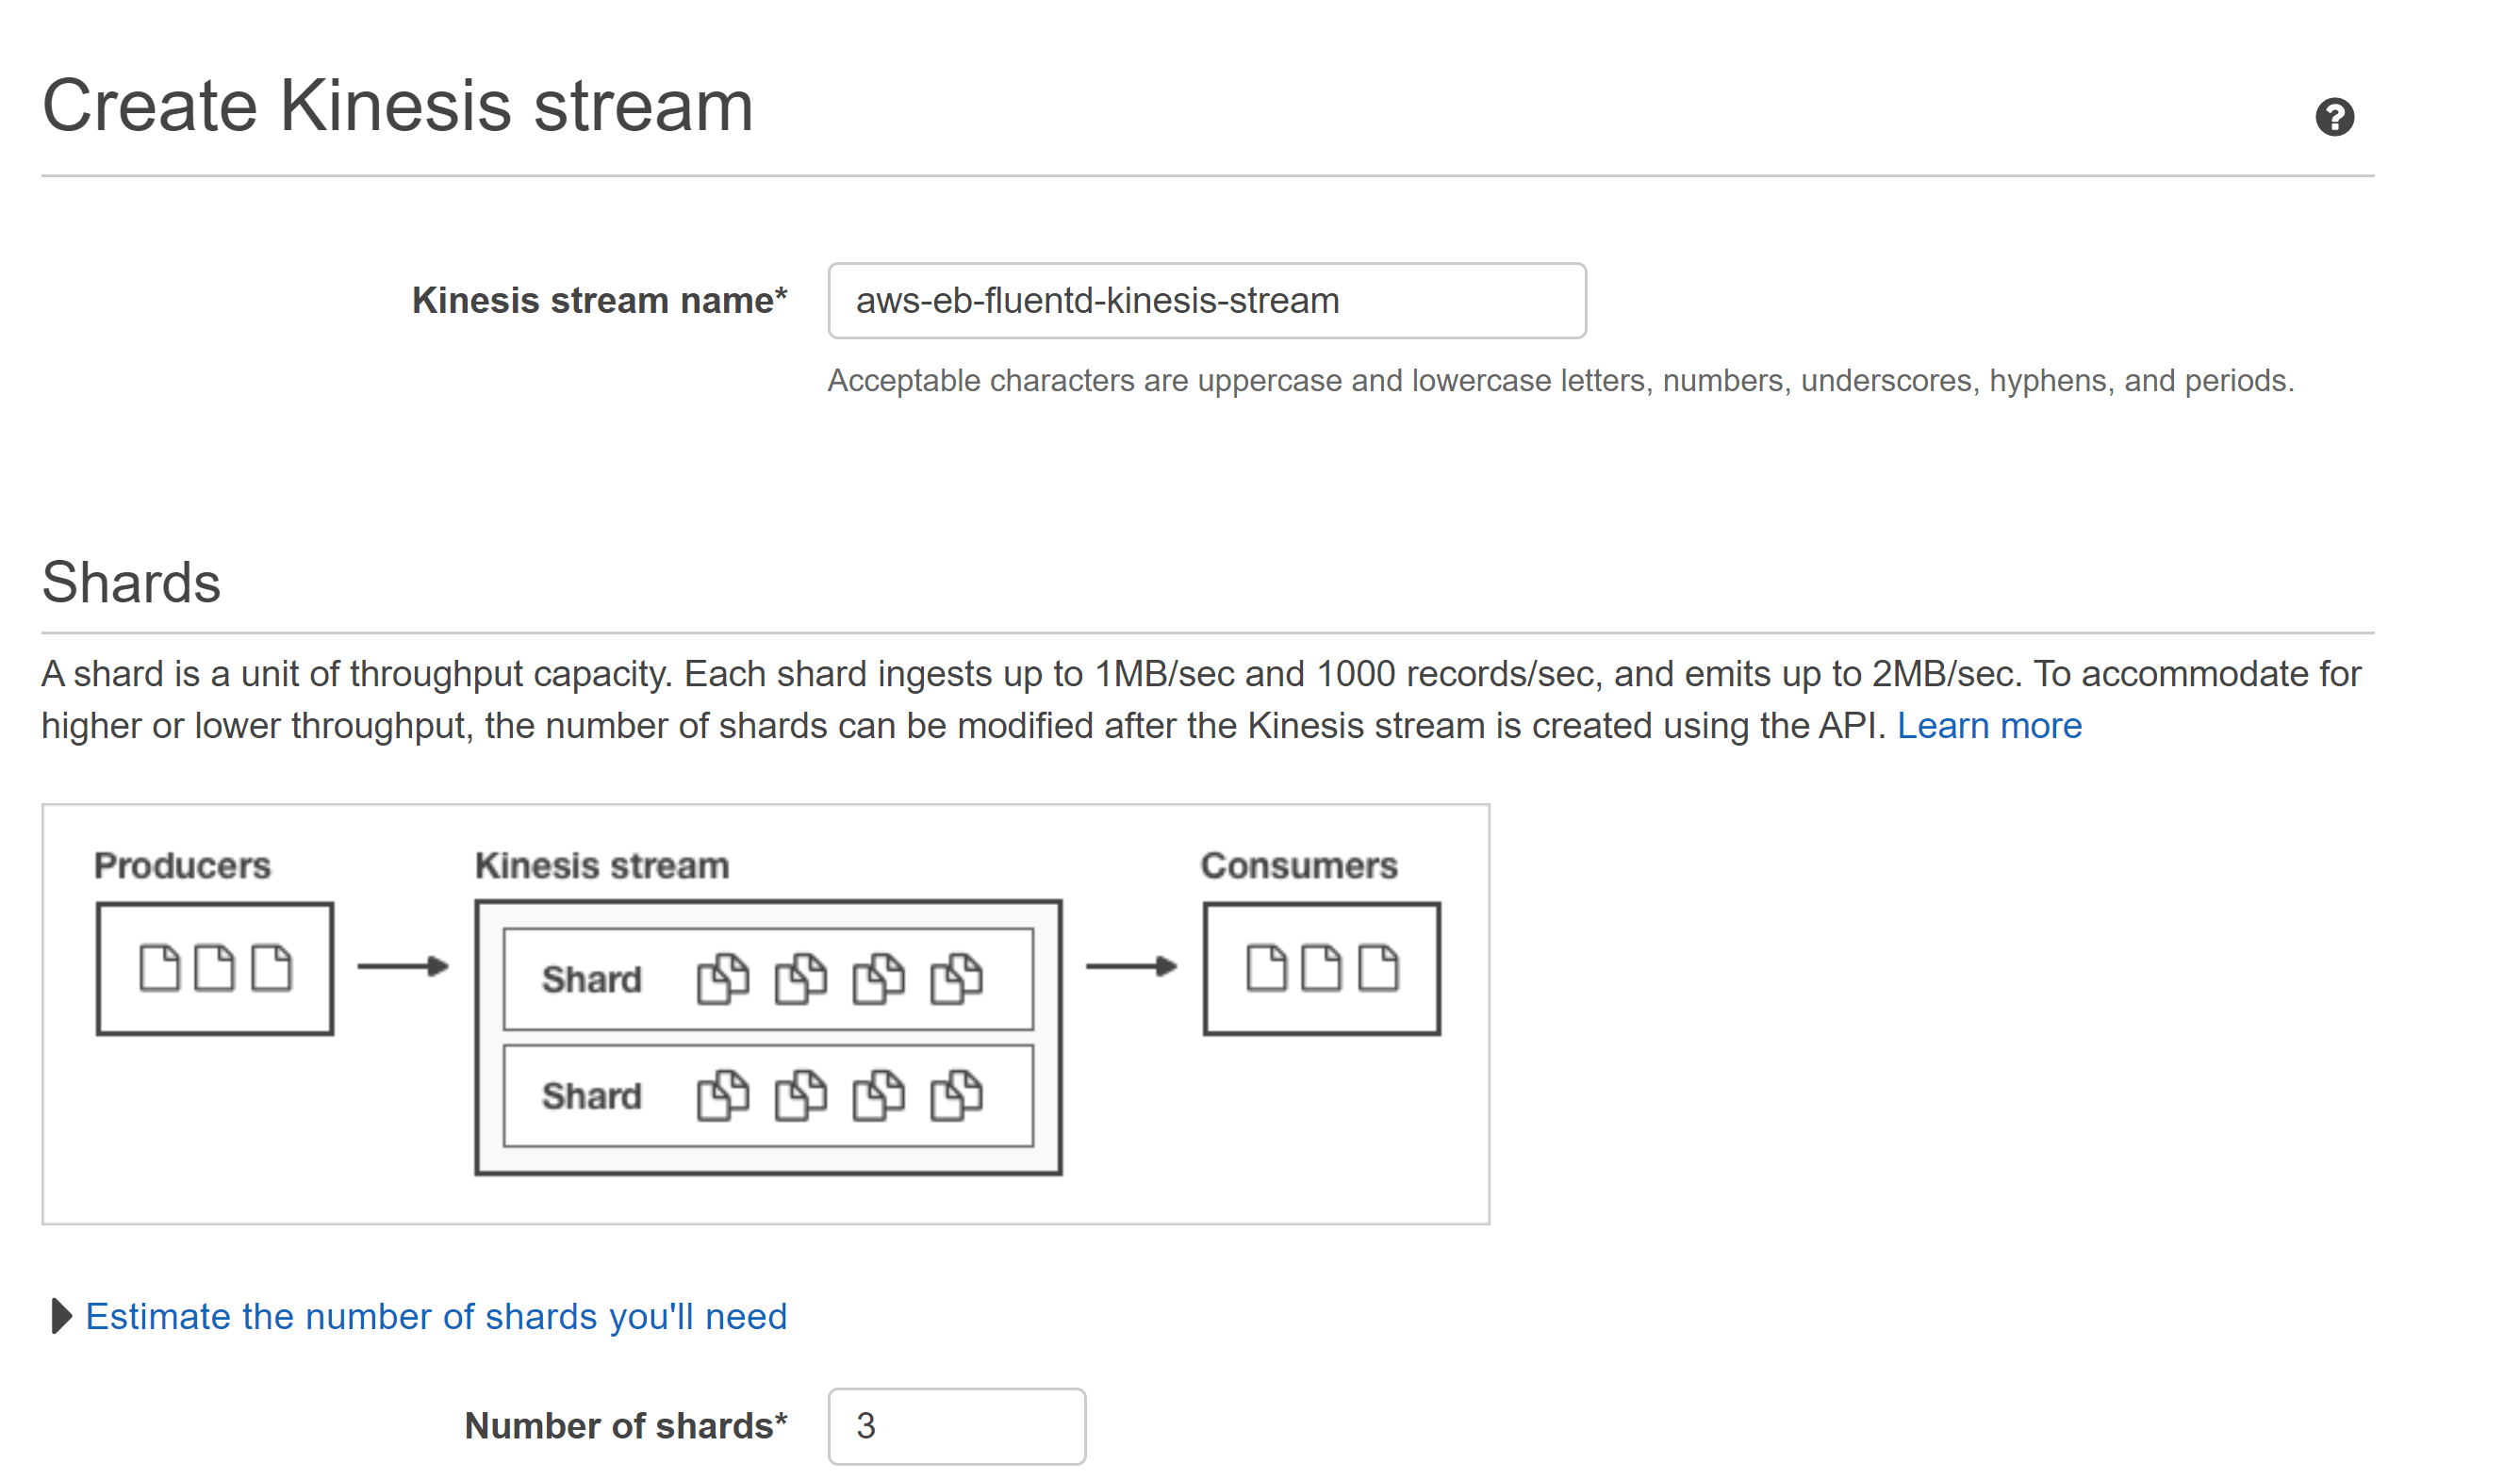 Create Kinesis stream
?
Kinesis stream name*
aws-eb-fluentd-kinesis-stream
Acceptable characters are uppercase and lowercase letters, numbers, underscores, hyphens, and periods.
Shards
A shard is a unit of throughput capacity. Each shard ingests up to 1MB/sec and 1000 records/sec, and emits up to 2MB/sec. To accommodate for
higher or lower throughput, the number of shards can be modified after the Kinesis stream is created using the API. Learn more
Producers
Kinesis stream
Consumers
Shard
Shard
Estimate the number of shards you'll need
Number of shards*
3